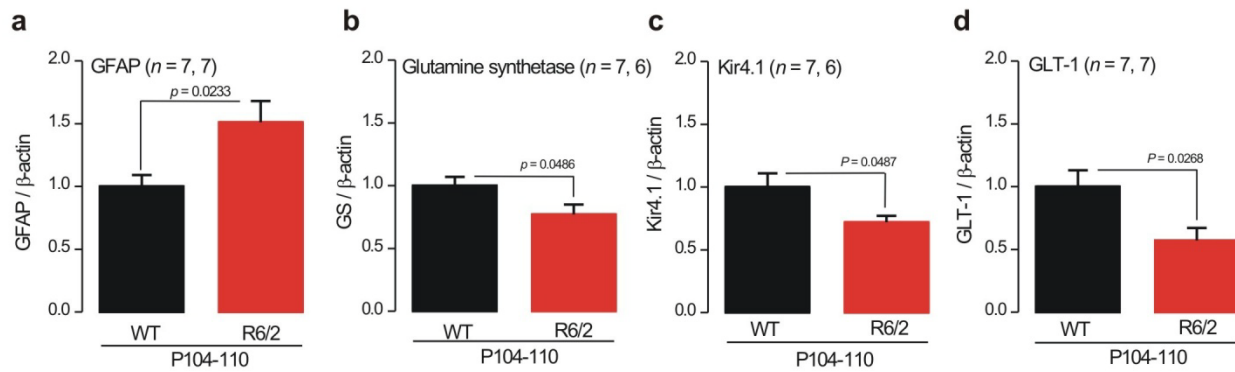 a
GFAP (n = 7, 7)
2.0
1.5
1.0
0.5
0.0
GFAP / β-actin
p = 0.0233
WT
R6/2
P104-110
b
Glutamine synthetase (n = 7, 6)
2.0
1.5
1.0
0.5
0.0
GS / β-actin
p = 0.0486
WT
R6/2
P104-110
c
Kir4.1 (n = 7, 6)
2.0
1.5
1.0
0.5
0.0
Kir4.1 / β-actin
P = 0.0487
WT
R6/2
P104-110
d
GLT-1 (n = 7, 7)
2.0
1.5
1.0
0.5
0.0
GLT-1 / β-actin
P = 0.0268
WT
R6/2
P104-110